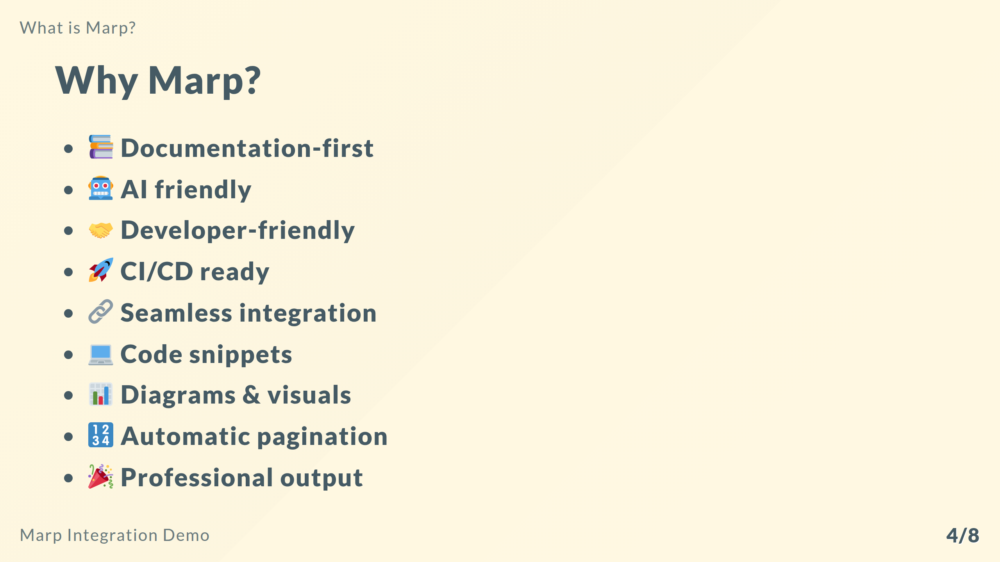 What is Marp?
Why Marp?
• 📚 Documentation-first
• 🤖 AI friendly
• 🤝 Developer-friendly
• 🚀 CI/CD ready
• 🔗 Seamless integration
• 💻 Code snippets
• 📊 Diagrams & visuals
• 🔢 Automatic pagination
• 🎉 Professional output
Marp Integration Demo
4/8